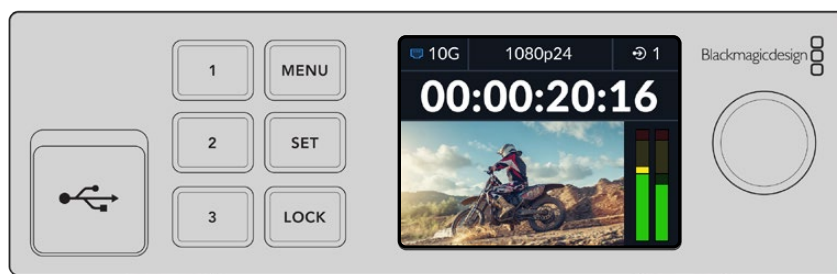 10G 1080p24 1
Blackmagicdesign
00:00:20:16
1 MENU
2 SET
3 LOCK